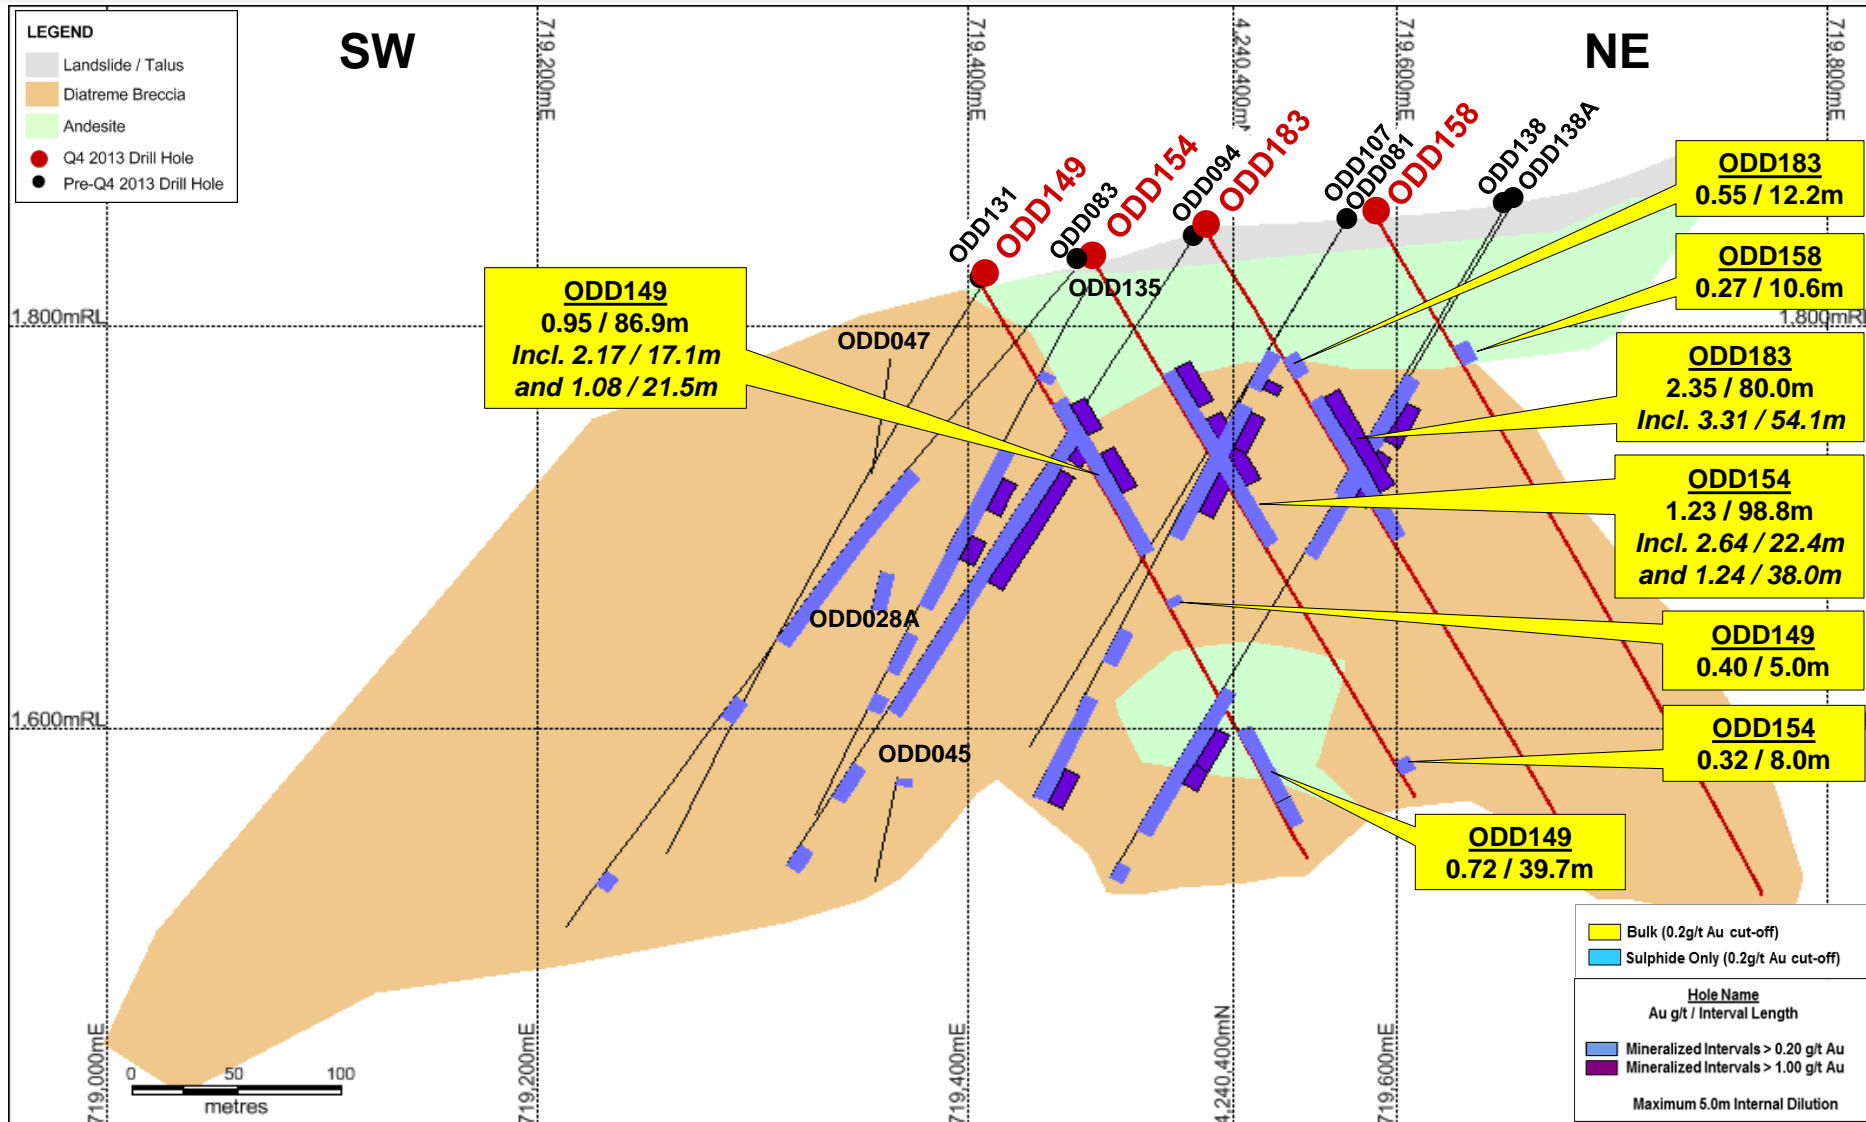 LEGEND
Landslide / Talus
Diatreme Breccia
Andesite
Q4 2013 Drill Hole
Pre-Q4 2013 Drill Hole
SW
NE
719,200mE
719,400mE
4,240,400mN
719,600mE
719,800mE
ODD131
ODD149
ODD083
ODD154
ODD094
ODD183
ODD107
ODD081
ODD158
ODD138
ODD138A
ODD135
ODD047
ODD028A
ODD045
1,800mRL
1,800mRL
1,600mRL
ODD149
0.95 / 86.9m
Incl. 2.17 / 17.1m
and 1.08 / 21.5m
ODD183
0.55 / 12.2m
ODD158
0.27 / 10.6m
ODD183
2.35 / 80.0m
Incl. 3.31 / 54.1m
ODD154
1.23 / 98.8m
Incl. 2.64 / 22.4m
and 1.24 / 38.0m
ODD149
0.40 / 5.0m
ODD154
0.32 / 8.0m
ODD149
0.72 / 39.7m
719,000mE
719,200mE
719,400mE
4,240,400mN
719,600mE
0 50 100
metres
Bulk (0.2g/t Au cut-off)
Sulphide Only (0.2g/t Au cut-off)
Hole Name
Au g/t / Interval Length
Mineralized Intervals > 0.20 g/t Au
Mineralized Intervals > 1.00 g/t Au
Maximum 5.0m Internal Dilution